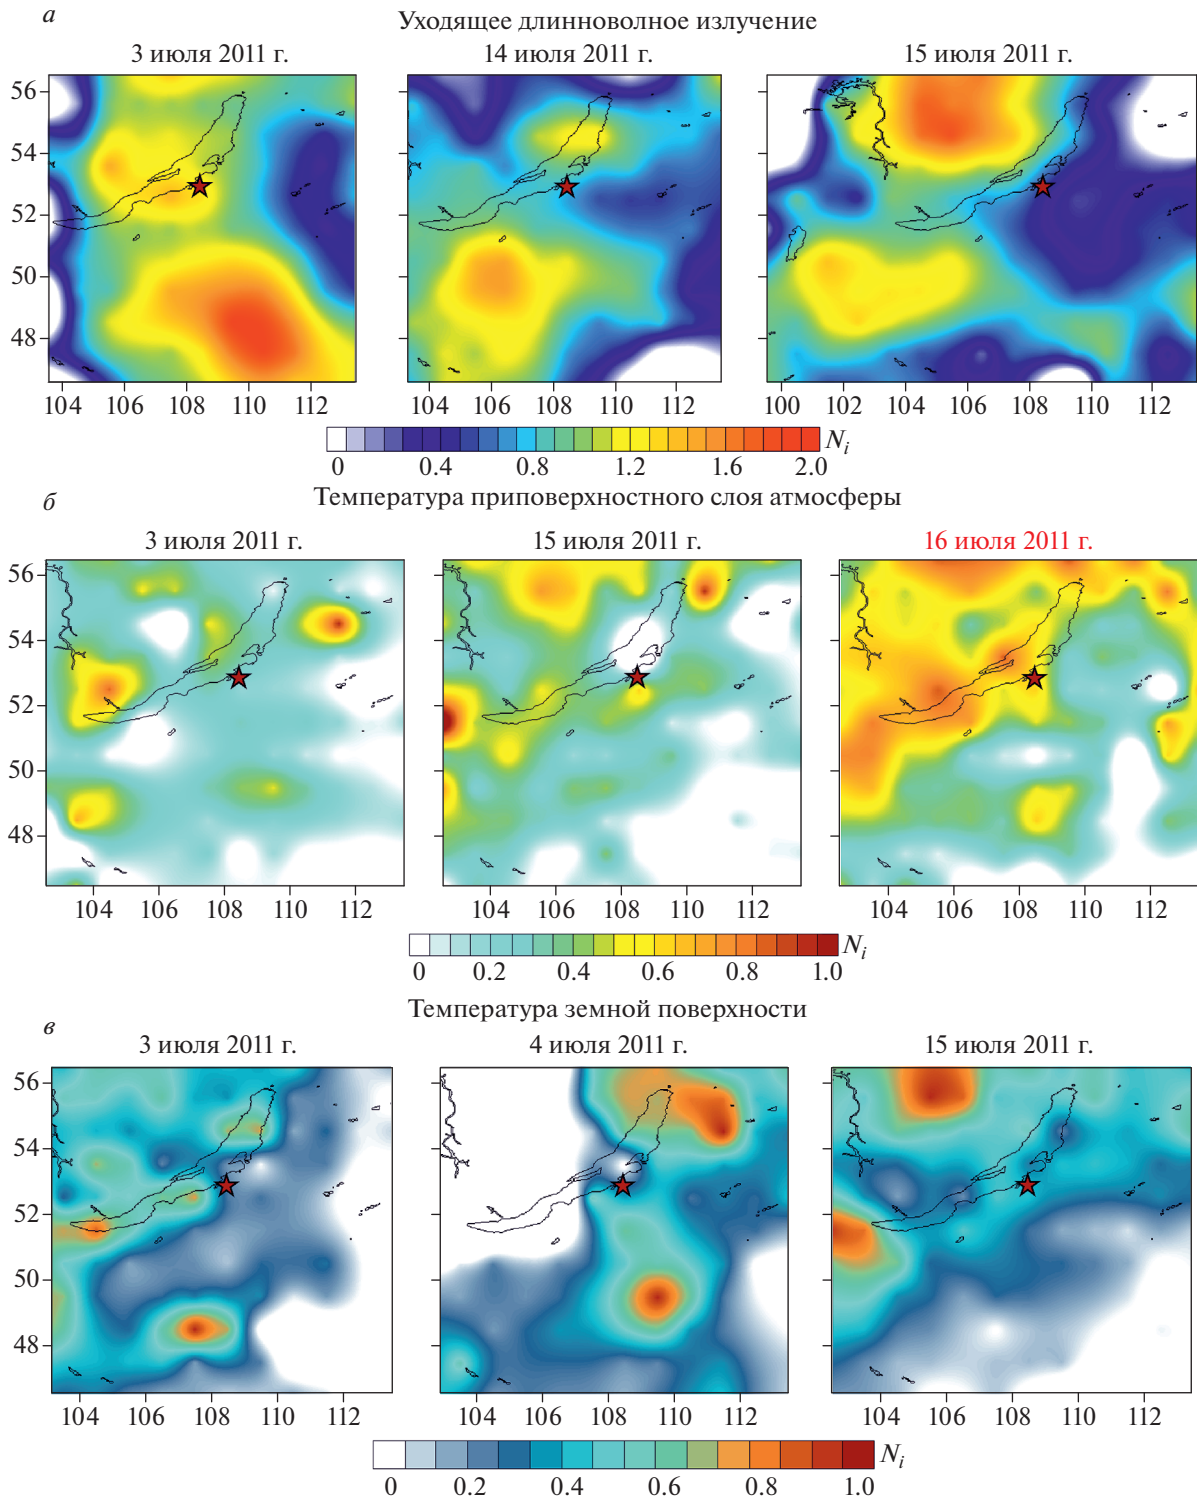 а
Уходящее длинноволное излучение
3 июля 2011 г. 14 июля 2011 г. 15 июля 2011 г.
56
54
52
50
48
104 106 108 110 112 104 106 108 110 112 100 102 104 106 108 110 112
0 0.4 0.8 1.2 1.6 2.0 N_i
б
Температура приповерхностного слоя атмосферы
3 июля 2011 г. 15 июля 2011 г. 16 июля 2011 г.
56
54
52
50
48
104 106 108 110 112 104 106 108 110 112 104 106 108 110 112
0 0.2 0.4 0.6 0.8 1.0 N_i
в
Температура земной поверхности
3 июля 2011 г. 4 июля 2011 г. 15 июля 2011 г.
56
54
52
50
48
104 106 108 110 112 104 106 108 110 112 104 106 108 110 112
0 0.2 0.4 0.6 0.8 1.0 N_i